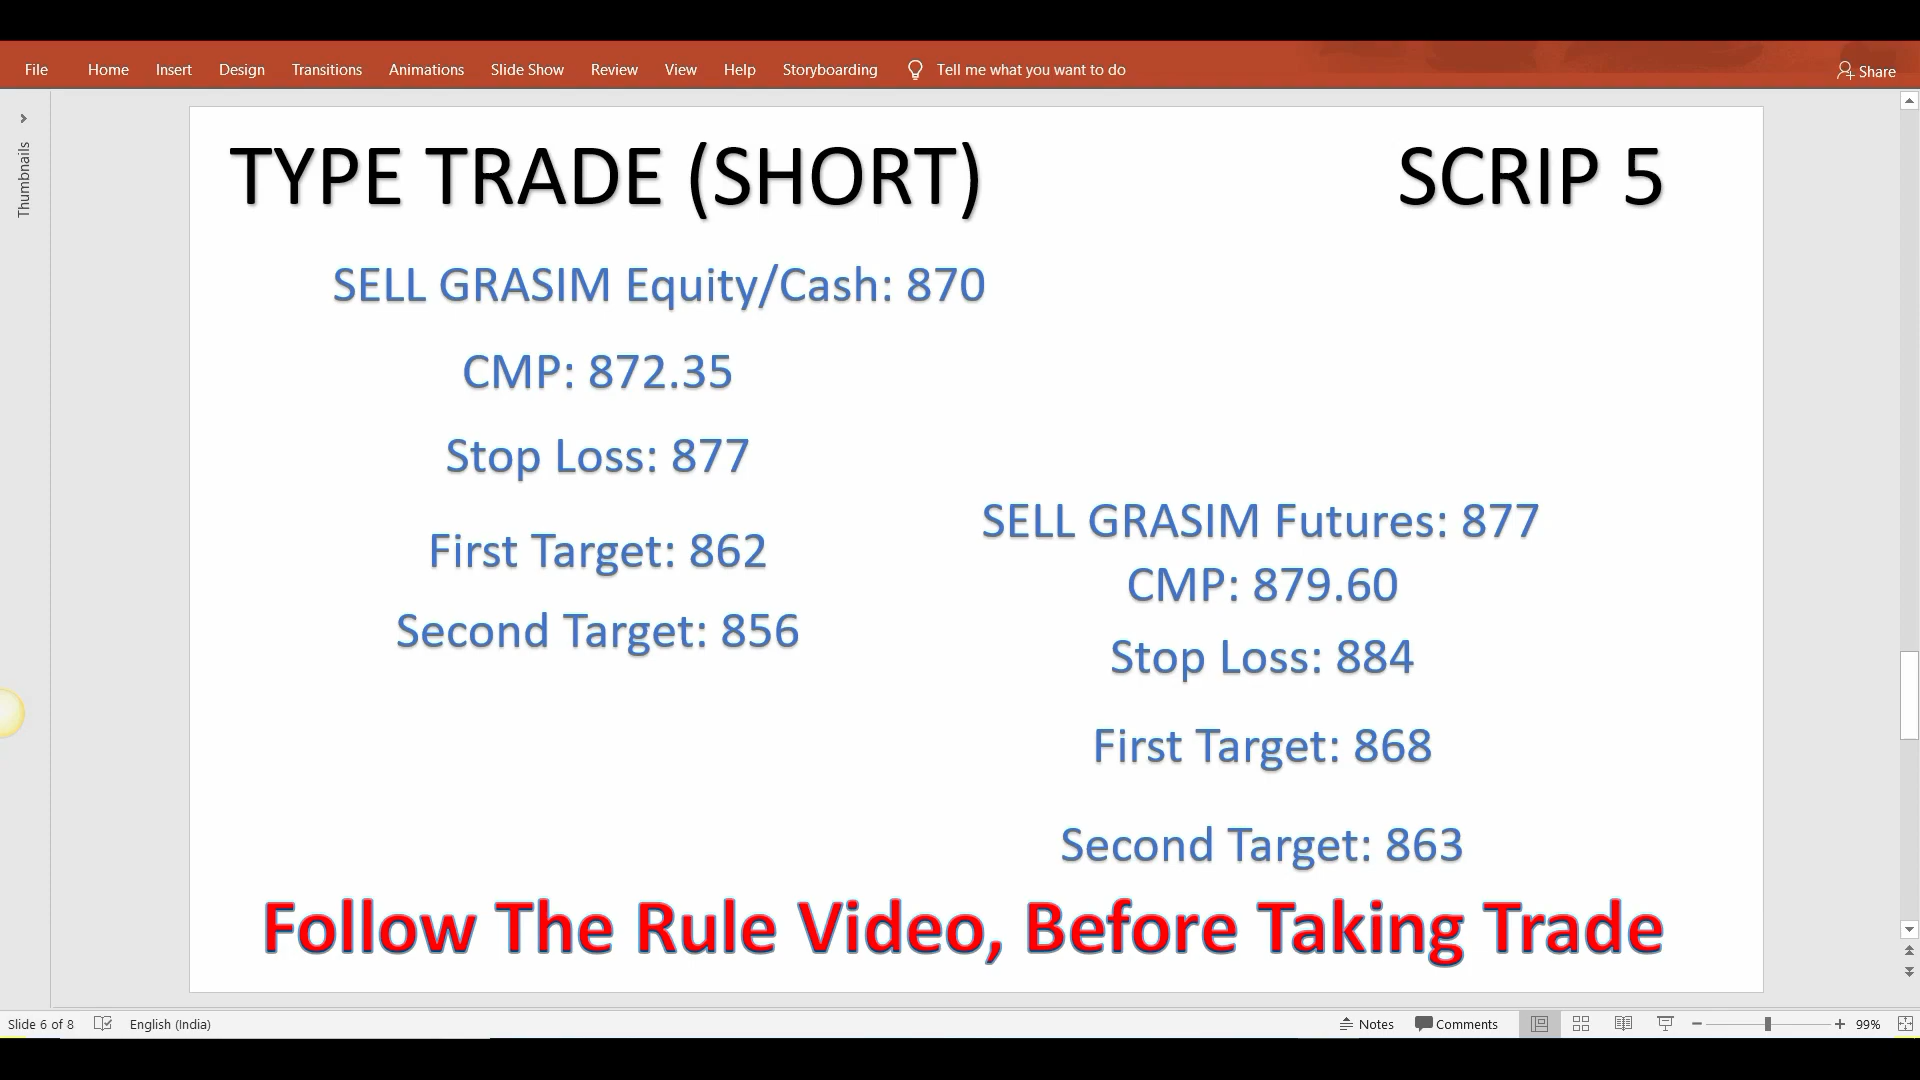 File Home Insert Design Transitions Animations Slide Show Review View Help Storyboarding Tell me what you want to do Share
Thumbnails
TYPE TRADE (SHORT) SCRIP 5
SELL GRASIM Equity/Cash: 870
CMP: 872.35
Stop Loss: 877
First Target: 862
Second Target: 856
SELL GRASIM Futures: 877
CMP: 879.60
Stop Loss: 884
First Target: 868
Second Target: 863
Follow The Rule Video, Before Taking Trade
Slide 6 of 8 English (India) Notes Comments 99%